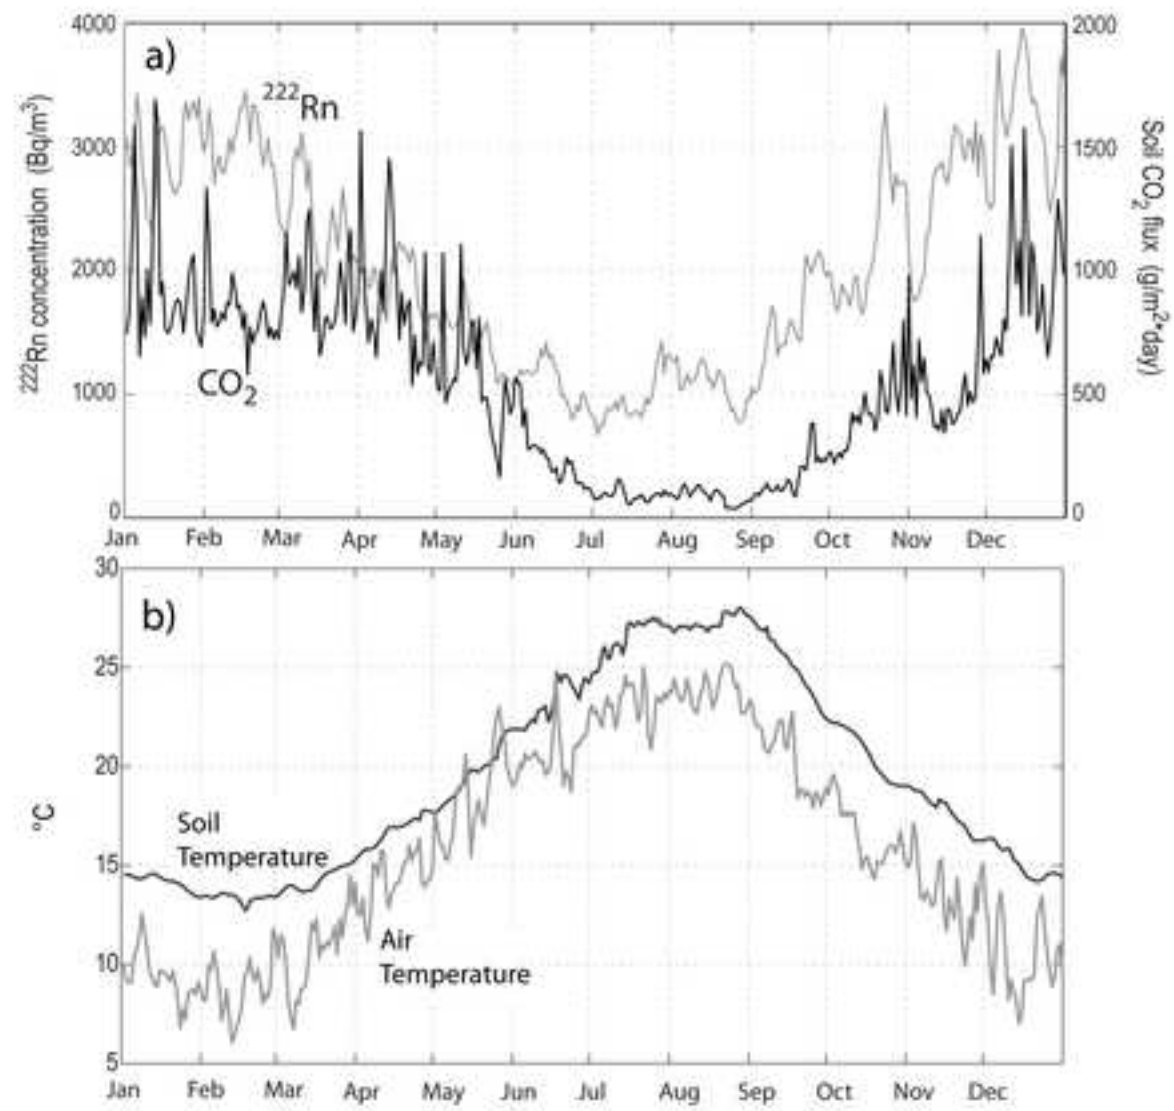 4000
2000
a)
²²²Rn
3000
1500
²²²Rn concentration (Bq/m³)
Soil CO₂ flux (g/m²*day)
2000
1000
CO₂
1000
500
0
0
Jan Feb Mar Apr May Jun Jul Aug Sep Oct Nov Dec
30
b)
25
20
°C
Soil
Temperature
15
Air
Temperature
10
5
Jan Feb Mar Apr May Jun Jul Aug Sep Oct Nov Dec